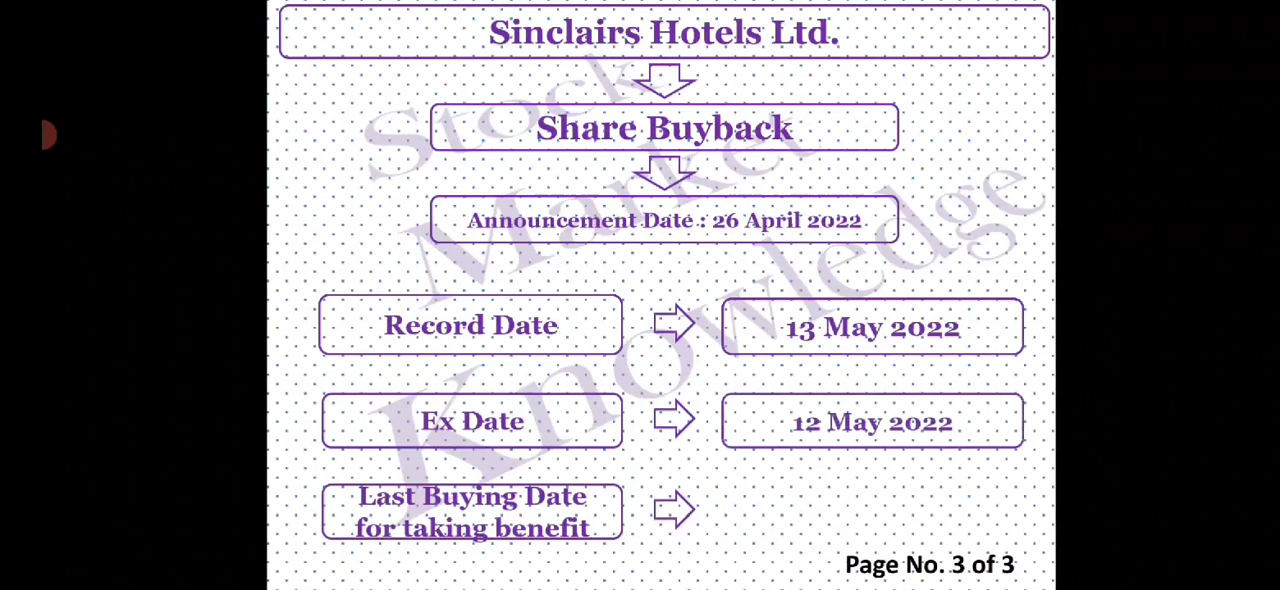 Sinclairs Hotels Ltd.
Share Buyback
Announcement Date : 26 April 2022
Record Date
13 May 2022
Ex Date
12 May 2022
Last Buying Date
for taking benefit
Stock
Market
Knowledge
Page No. 3 of 3